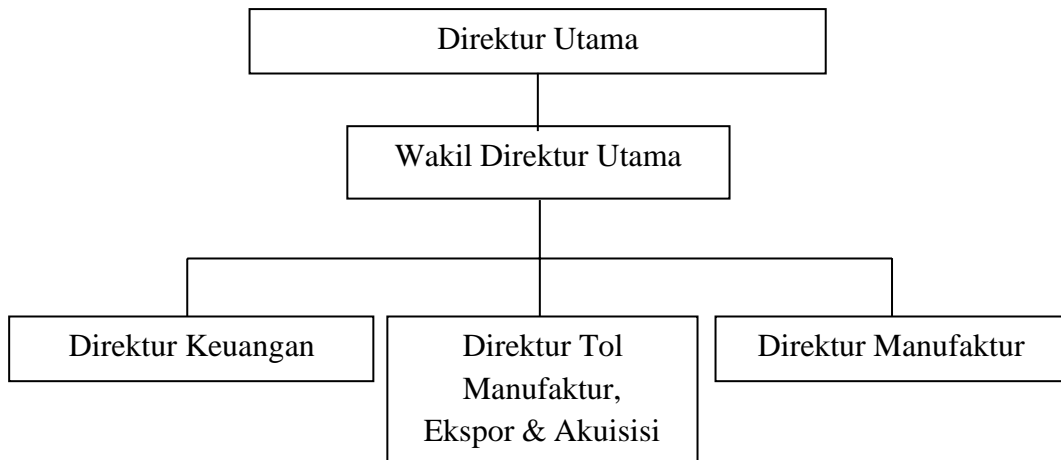 Direktur Utama
Wakil Direktur Utama
Direktur Keuangan
Direktur Tol
Manufaktur,
Ekspor & Akuisisi
Direktur Manufaktur